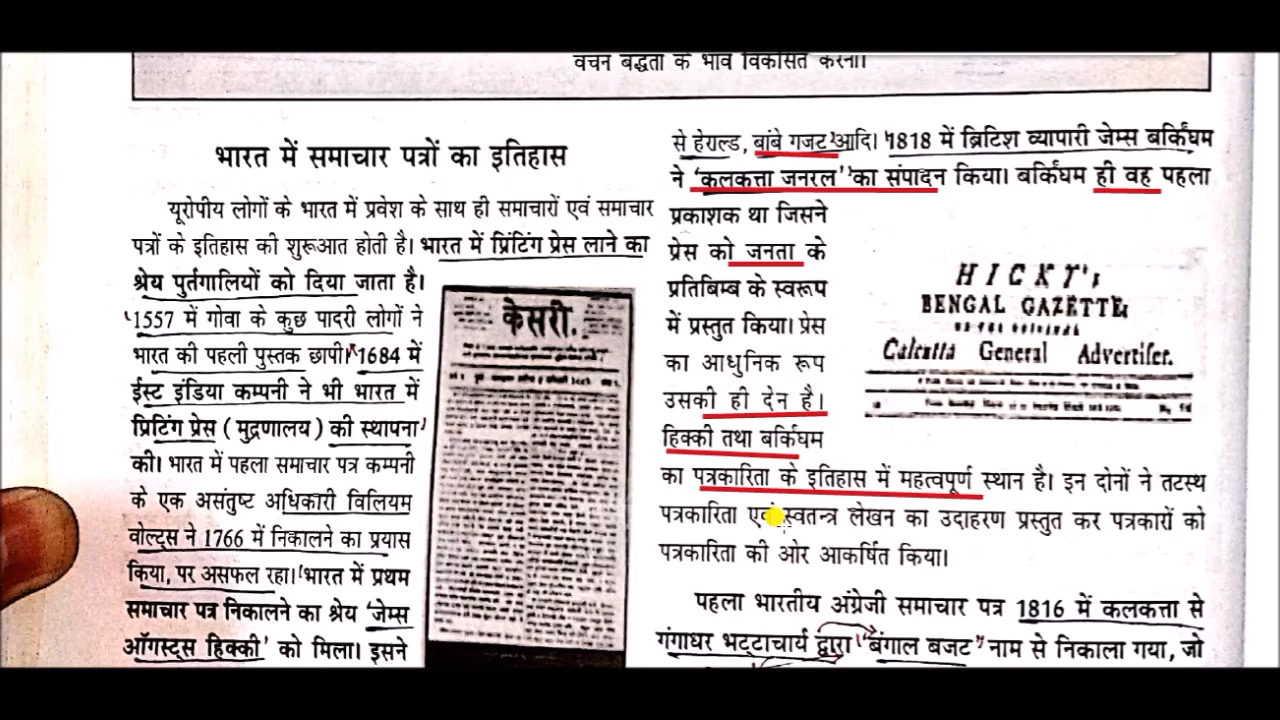 वचन बद्धता के भाव विकसित करना।
भारत में समाचार पत्रों का इतिहास
यूरोपीय लोगों के भारत में प्रवेश के साथ ही समाचारों एवं समाचार
पत्रों के इतिहास की शुरूआत होती है। भारत में प्रिंटिंग प्रेस लाने का
श्रेय पुर्तगालियों को दिया जाता है।
1557 में गोवा के कुछ पादरी लोगों ने
भारत की पहली पुस्तक छापी। 1684 में
ईस्ट इंडिया कम्पनी ने भी भारत में
प्रिटिंग प्रेस ( मुद्रणालय ) की स्थापना
की। भारत में पहला समाचार पत्र कम्पनी
के एक असंतुष्ट अधिकारी विलियम
वोल्ट्स ने 1766 में निकालने का प्रयास
किया, पर असफल रहा। भारत में प्रथम
समाचार पत्र निकालने का श्रेय 'जेम्स
ऑगस्ट्स हिक्की' को मिला। इसने
केसरी.
से हेराल्ड, बांबे गजट आदि। 1818 में ब्रिटिश व्यापारी जेम्स बर्किंघम
ने 'कलकत्ता जनरल' का संपादन किया। बर्किंघम ही वह पहला
प्रकाशक था जिसने
प्रेस को जनता के
प्रतिबिम्ब के स्वरूप
में प्रस्तुत किया। प्रेस
का आधुनिक रूप
उसकी ही देन है।
हिक्की तथा बर्किंघम
का पत्रकारिता के इतिहास में महत्वपूर्ण स्थान है। इन दोनों ने तटस्थ
पत्रकारिता एवं स्वतन्त्र लेखन का उदाहरण प्रस्तुत कर पत्रकारों को
पत्रकारिता की ओर आकर्षित किया।
HICKY's
BENGAL GAZETTE;
Calcutta General Advertiser.
पहला भारतीय अंग्रेजी समाचार पत्र 1816 में कलकत्ता से
गंगाधर भट्टाचार्य द्वारा "बंगाल बजट" नाम से निकाला गया, जो